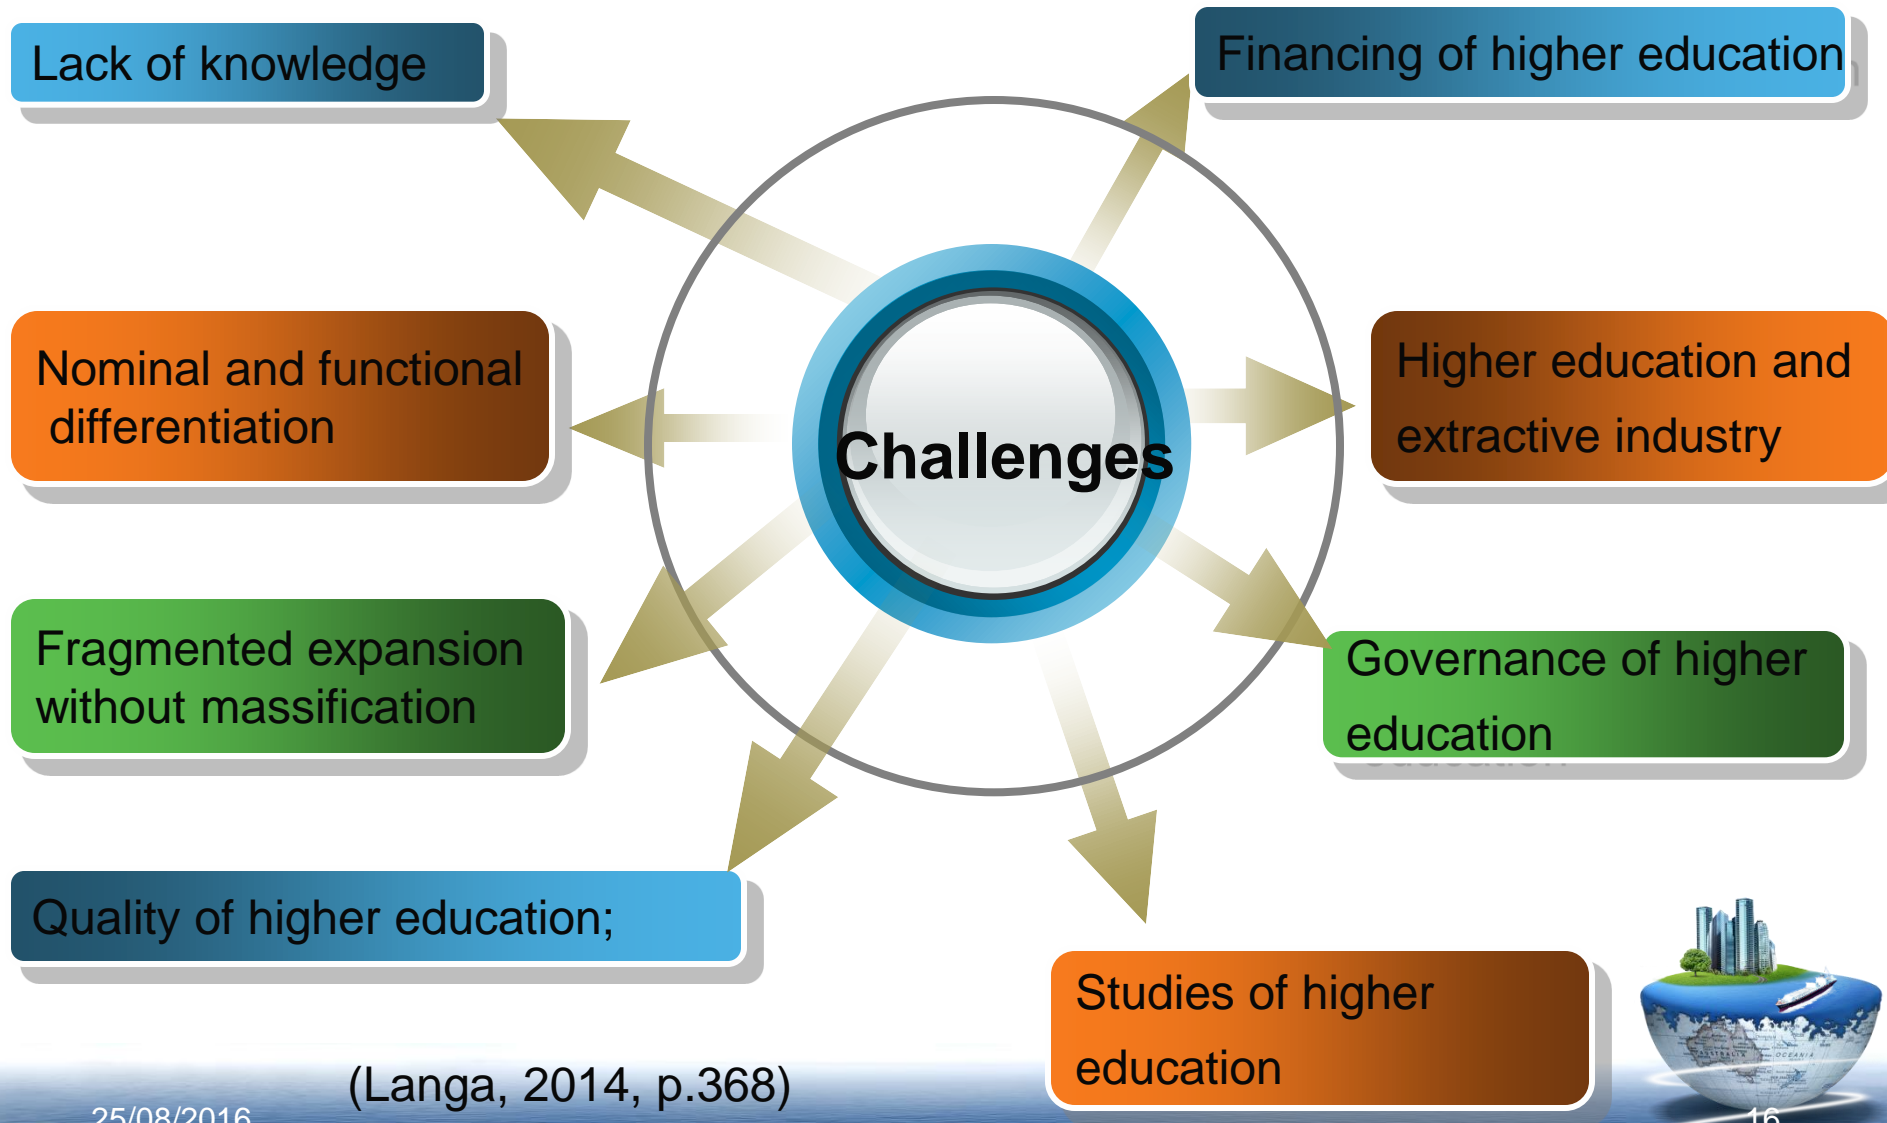 Lack of knowledge
Financing of higher education
Nominal and functional
differentiation
Higher education and
extractive industry
Challenges
Fragmented expansion
without massification
Governance of higher
education
Quality of higher education;
Studies of higher
education
(Langa, 2014, p.368)
25/08/2016
16
AUSTRALIA
OCEANIA